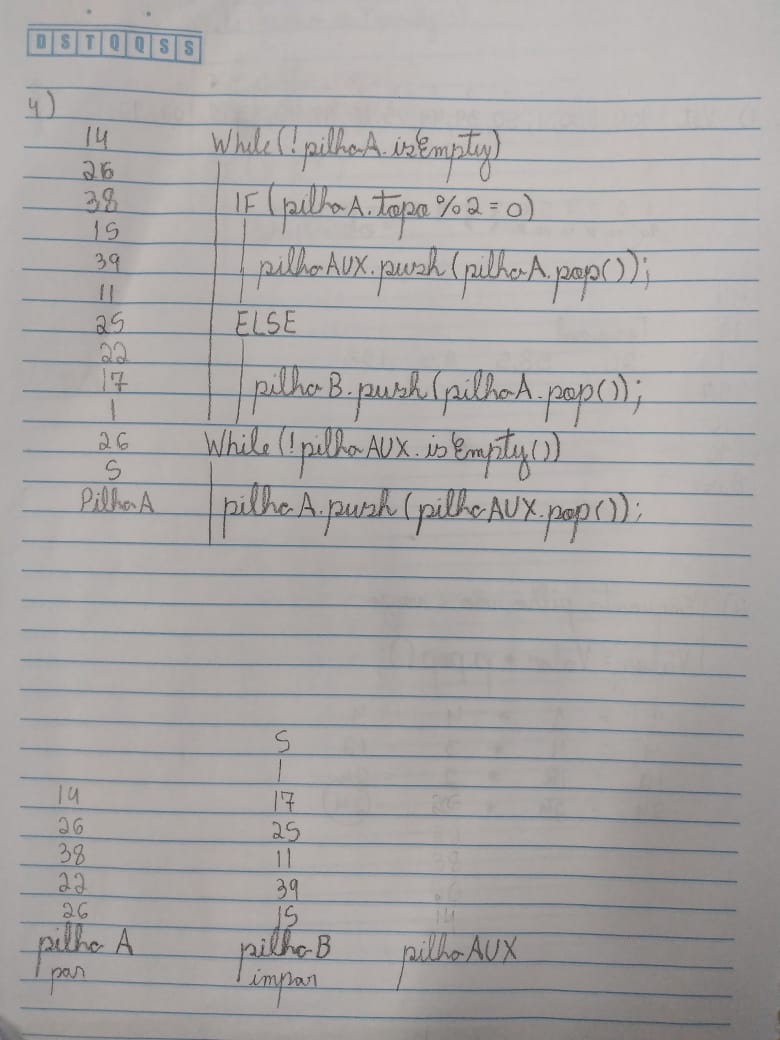 D S T Q Q S S
4)
14 While(! pilhaA.isEmpty)
26
38 IF (pilhaA.topo % 2 = 0)
15
39 pilhaAUX.push(pilhaA.pop());
11
25 ELSE
22
17 pilhaB.push(pilhaA.pop());
1
26 While(! pilhaAUX.isEmpty())
5
PilhaA pilhaA.push(pilhaAUX.pop());
5
1
14 17
26 25
38 11
22 39
26 15
pilha A pilha B pilhaAUX
par impar